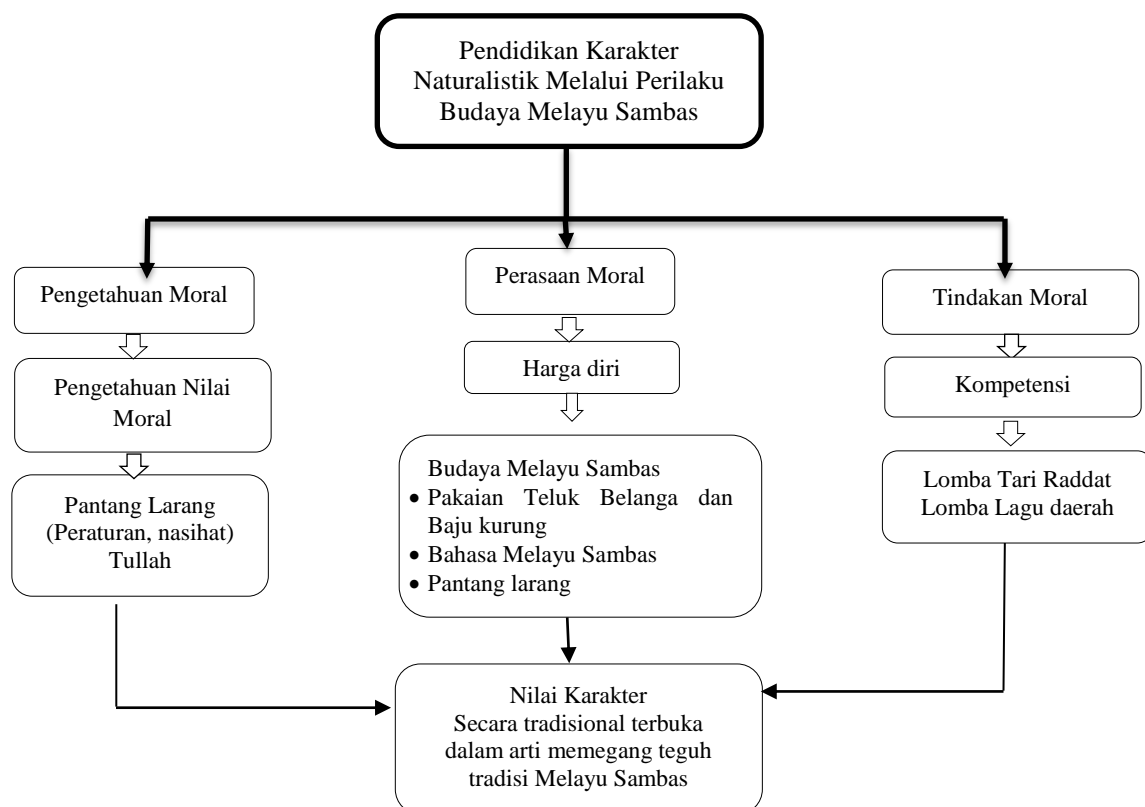 Pendidikan Karakter
Naturalistik Melalui Perilaku
Budaya Melayu Sambas
Pengetahuan Moral
Perasaan Moral
Tindakan Moral
Pengetahuan Nilai
Moral
Harga diri
Kompetensi
Pantang Larang
(Peraturan, nasihat)
Tullah
Budaya Melayu Sambas
• Pakaian Teluk Belanga dan
Baju kurung
• Bahasa Melayu Sambas
• Pantang larang
Lomba Tari Raddat
Lomba Lagu daerah
Nilai Karakter
Secara tradisional terbuka
dalam arti memegang teguh
tradisi Melayu Sambas